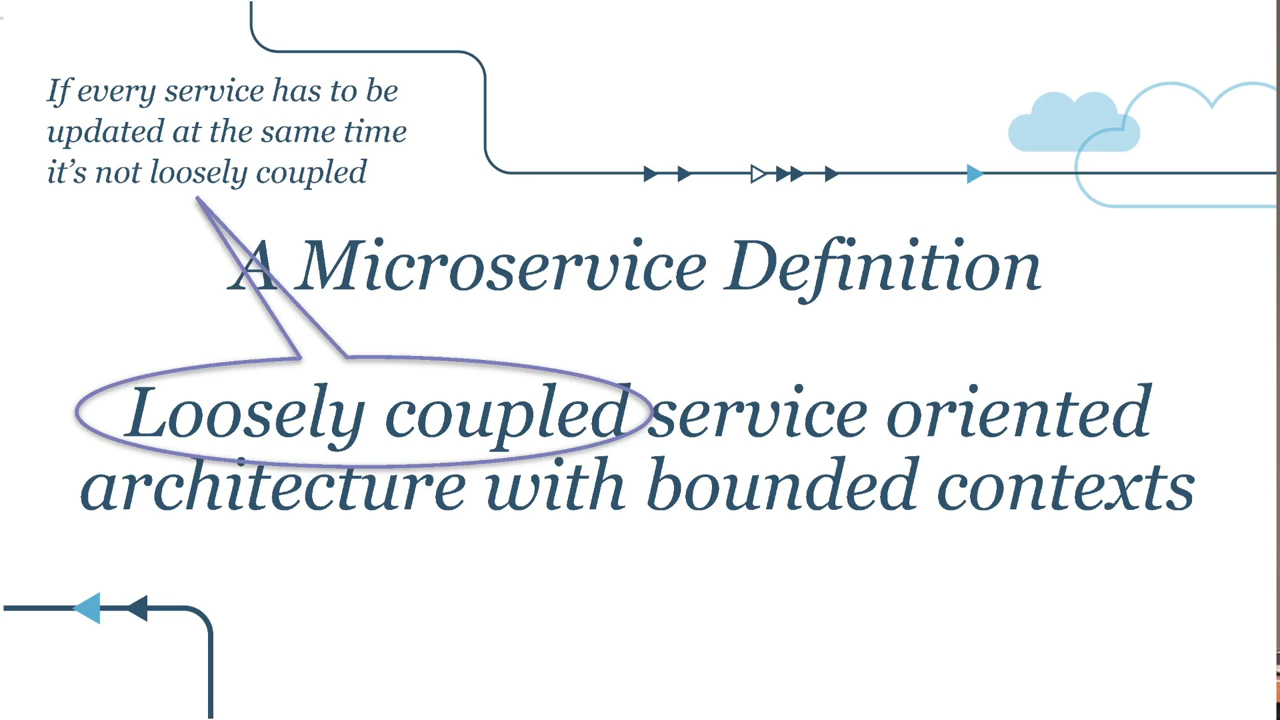 If every service has to be
updated at the same time
it’s not loosely coupled
A Microservice Definition
Loosely coupled service oriented
architecture with bounded contexts